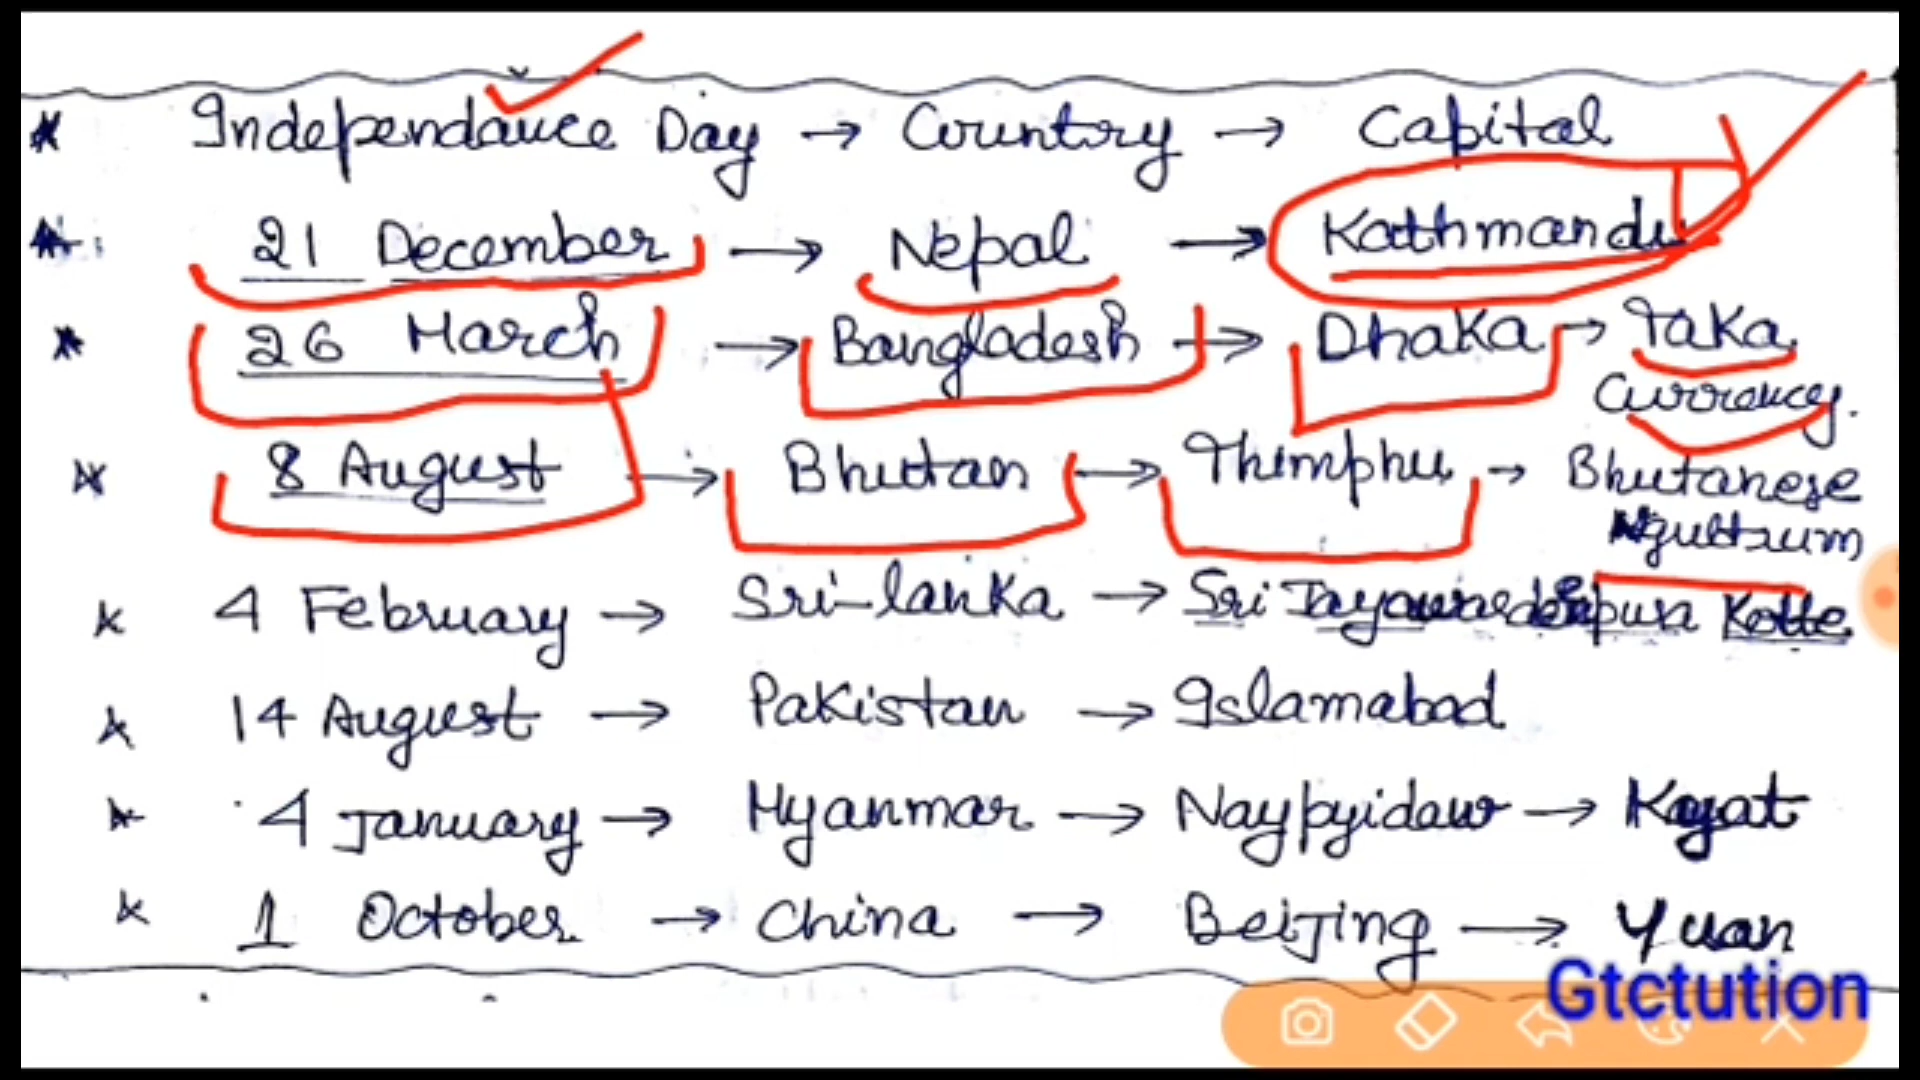 Independance Day → Country → Capital
21 December → Nepal → Kathmandu
26 March → Bangladesh → Dhaka → Taka
Currency.
8 August → Bhutan → Thimphu → Bhutanese
Ngultrum
4 February → Sri-lanka → Sri Jayawardenepura Kotte
14 August → Pakistan → Islamabad
4 January → Myanmar → Naypyidaw → Kyat
1 October → China → Beijing → Yuan
Gtctution